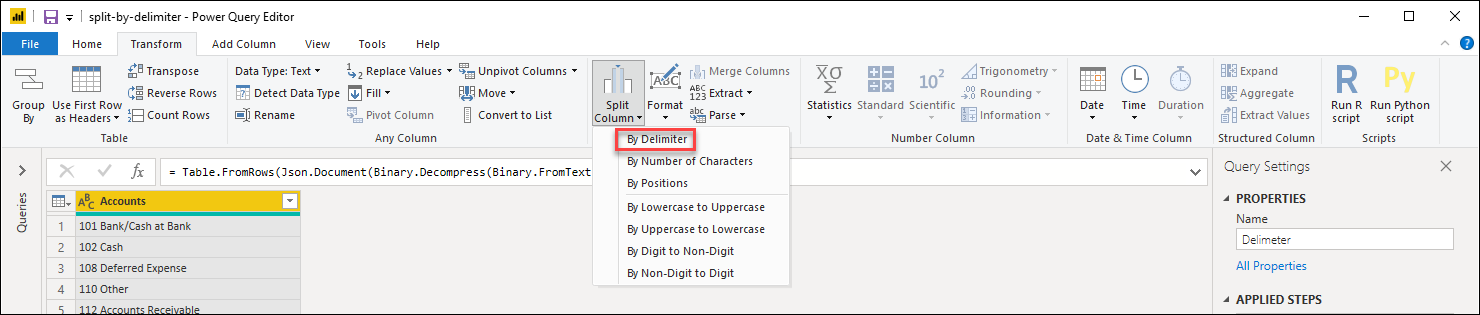 split-by-delimiter - Power Query Editor
File Home Transform Add Column View Tools Help
Group By
Use First Row as Headers
Transpose
Reverse Rows
Count Rows
Table
Data Type: Text
Detect Data Type
Rename
Replace Values
Fill
Pivot Column
Unpivot Columns
Move
Convert to List
Any Column
Split Column
Format
Merge Columns
Extract
Parse
Statistics
Standard
Scientific
Trigonometry
Rounding
Information
Number Column
Date
Time
Duration
Date & Time Column
Expand
Aggregate
Extract Values
Structured Column
Run R script
Run Python script
Scripts
By Delimiter
By Number of Characters
By Positions
By Lowercase to Uppercase
By Uppercase to Lowercase
By Digit to Non-Digit
By Non-Digit to Digit
Queries
= Table.FromRows(Json.Document(Binary.Decompress(Binary.FromText
Accounts
1 101 Bank/Cash at Bank
2 102 Cash
3 108 Deferred Expense
4 110 Other
5 112 Accounts Receivable
Query Settings
PROPERTIES
Name
Delimeter
All Properties
APPLIED STEPS